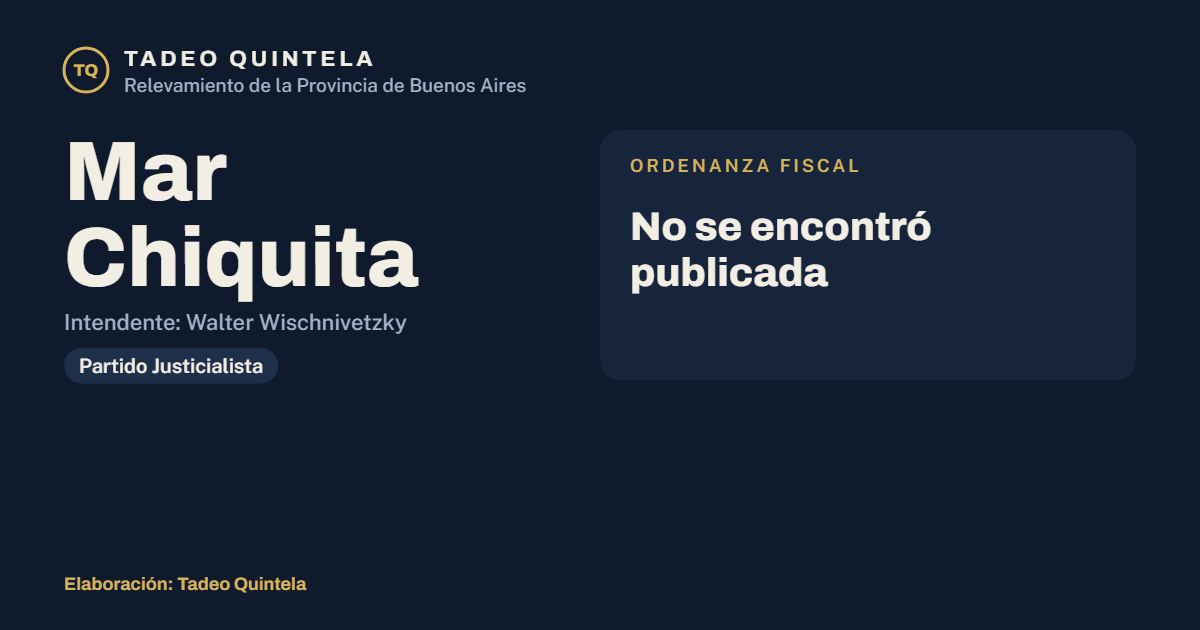 TQ
TADEO QUINTELA
Relevamiento de la Provincia de Buenos Aires
Mar
Chiquita
Intendente: Walter Wischnivetzky
Partido Justicialista
ORDENANZA FISCAL
No se encontró
publicada
Elaboración: Tadeo Quintela